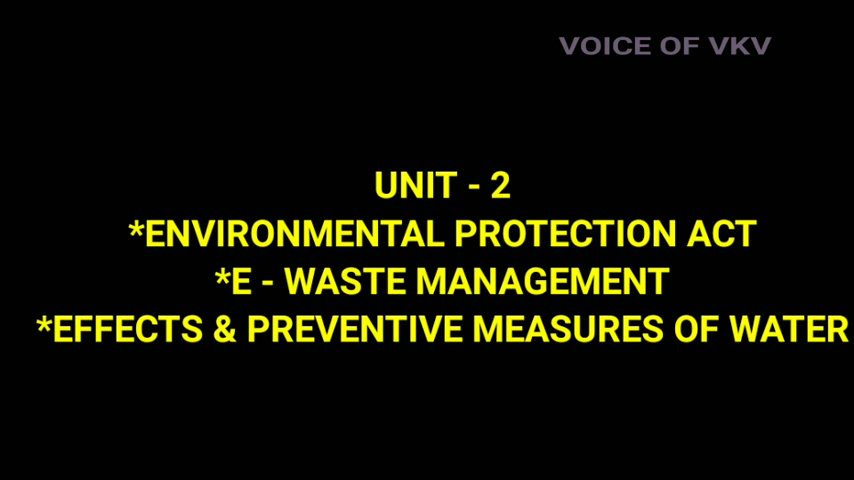 VOICE OF VKV
UNIT - 2
*ENVIRONMENTAL PROTECTION ACT
*E - WASTE MANAGEMENT
*EFFECTS & PREVENTIVE MEASURES OF WATER